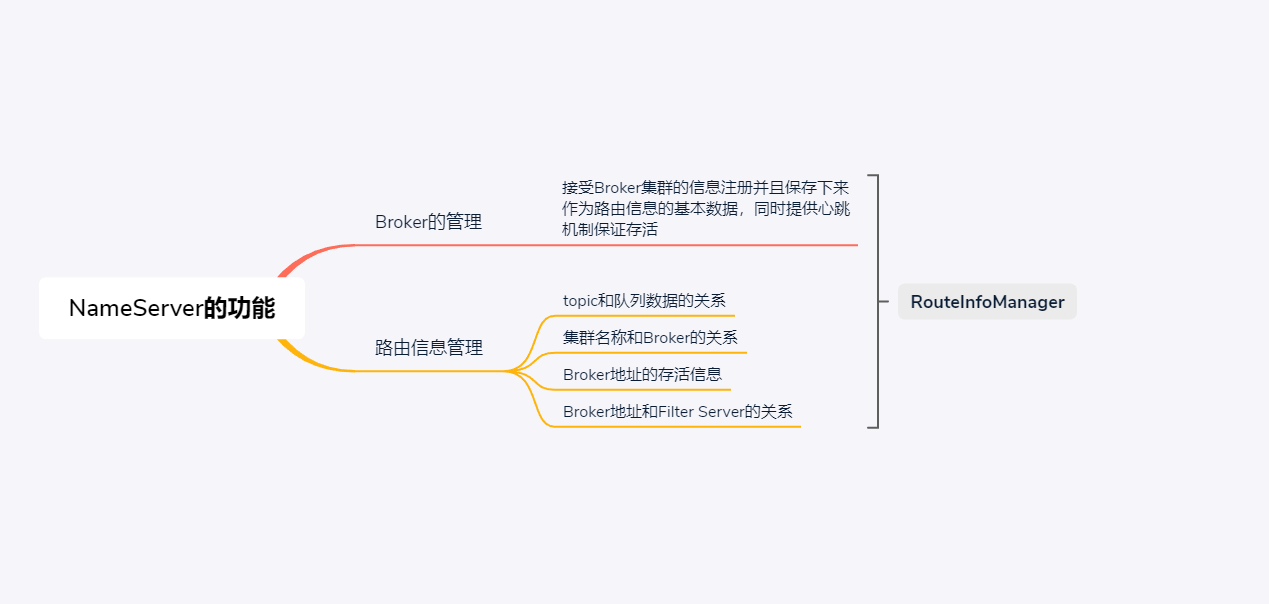 NameServer的功能
Broker的管理
接受Broker集群的信息注册并且保存下来
作为路由信息的基本数据，同时提供心跳
机制保证存活
路由信息管理
topic和队列数据的关系
集群名称和Broker的关系
Broker地址的存活信息
Broker地址和Filter Server的关系
RouteInfoManager